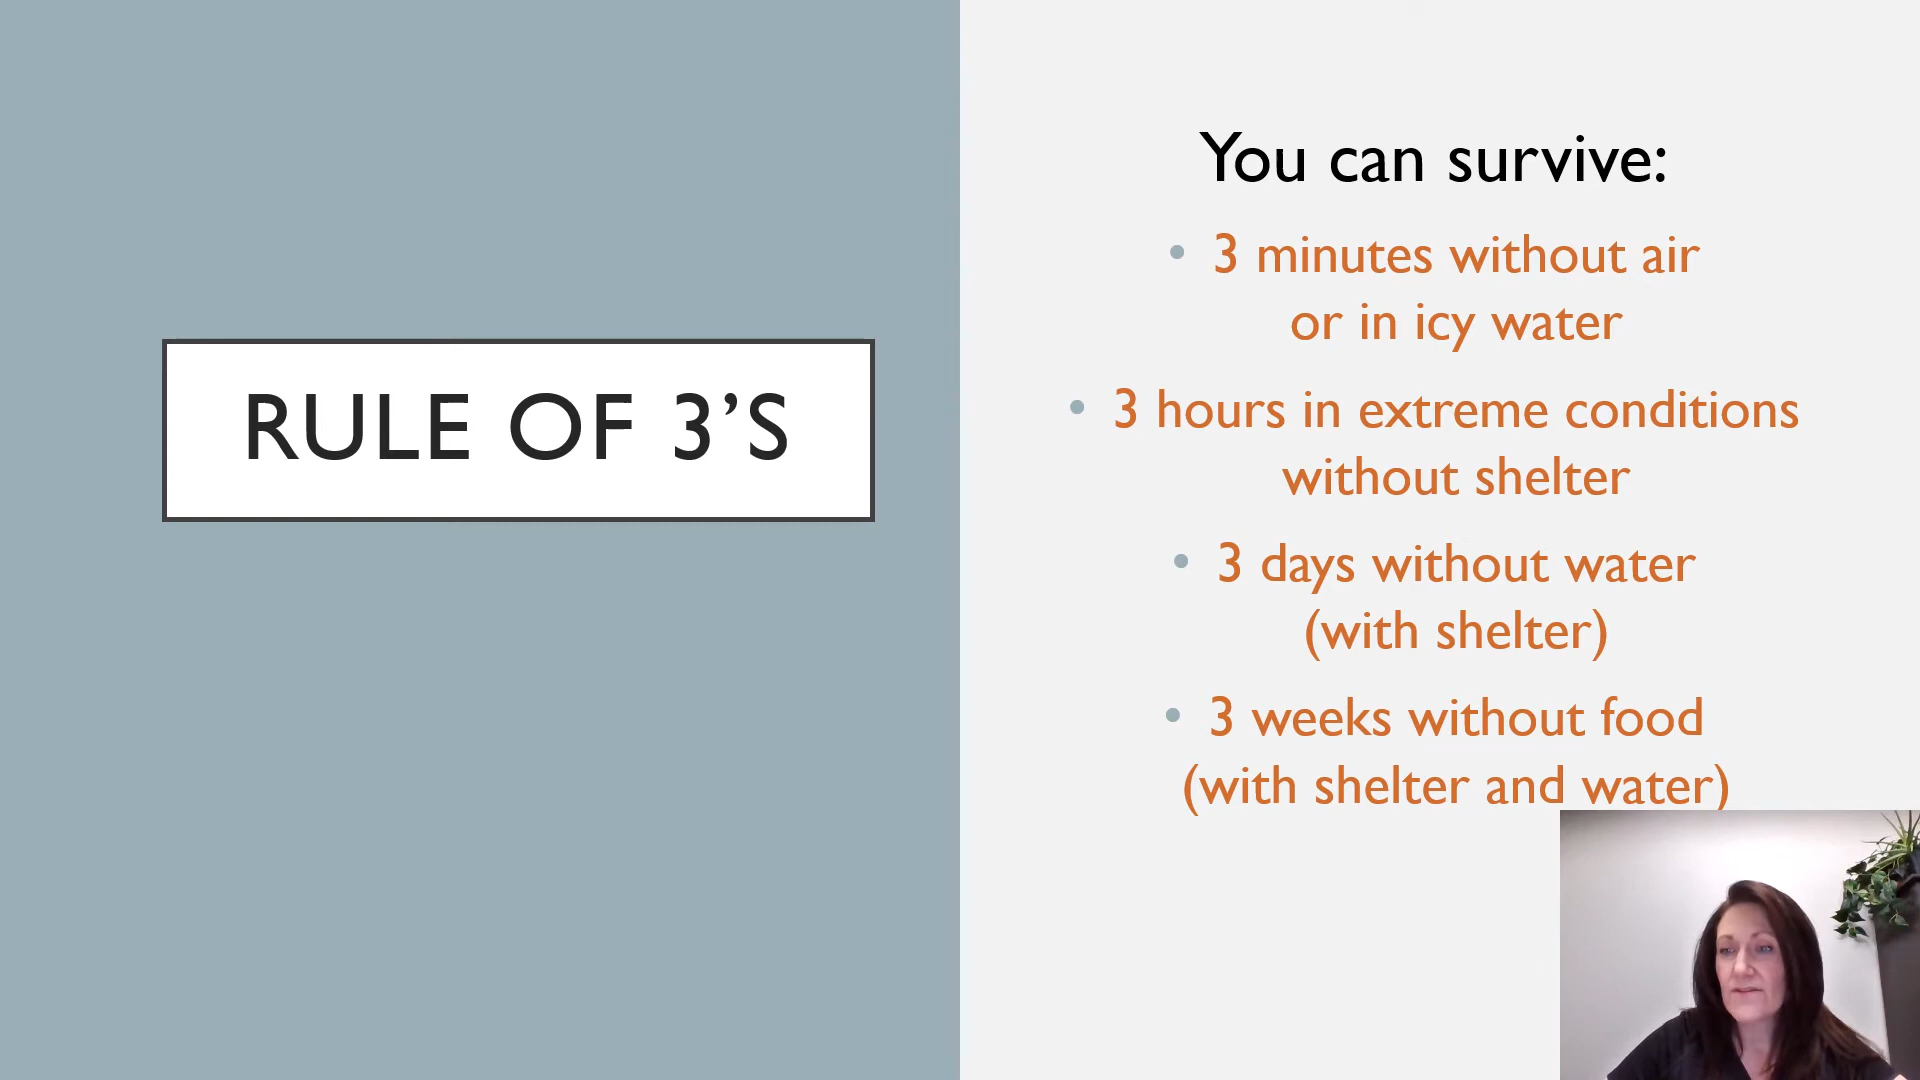 RULE OF 3’S
You can survive:
• 3 minutes without air
or in icy water
• 3 hours in extreme conditions
without shelter
• 3 days without water
(with shelter)
• 3 weeks without food
(with shelter and water)